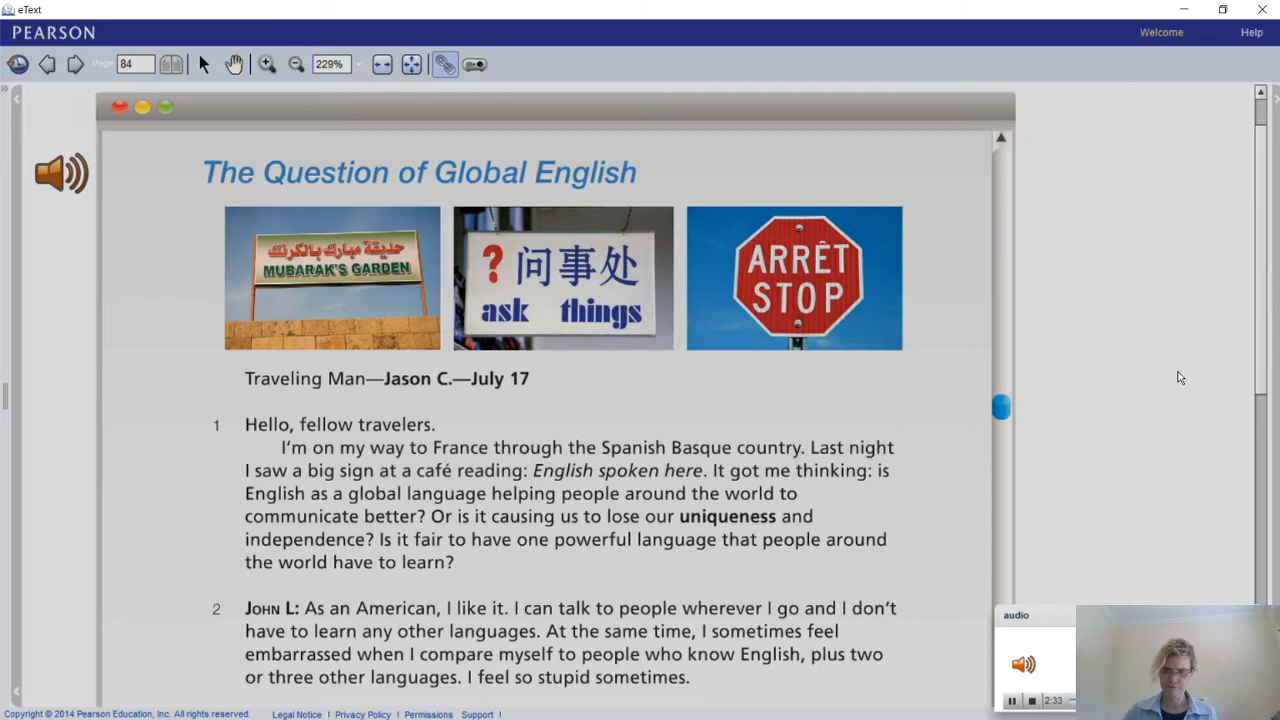 eText
PEARSON
Welcome
Help
Page
84
229%
The Question of Global English
حديقة مبارك بالكرنك
MUBARAK'S GARDEN
? 问事处
ask things
ARRÊT
STOP
Traveling Man—Jason C.—July 17
1 Hello, fellow travelers.
I'm on my way to France through the Spanish Basque country. Last night
I saw a big sign at a café reading: English spoken here. It got me thinking: is
English as a global language helping people around the world to
communicate better? Or is it causing us to lose our uniqueness and
independence? Is it fair to have one powerful language that people around
the world have to learn?
2 JOHN L: As an American, I like it. I can talk to people wherever I go and I don't
have to learn any other languages. At the same time, I sometimes feel
embarrassed when I compare myself to people who know English, plus two
or three other languages. I feel so stupid sometimes.
audio
2:33
Copyright © 2014 Pearson Education, Inc. All rights reserved. Legal Notice | Privacy Policy | Permissions Support |